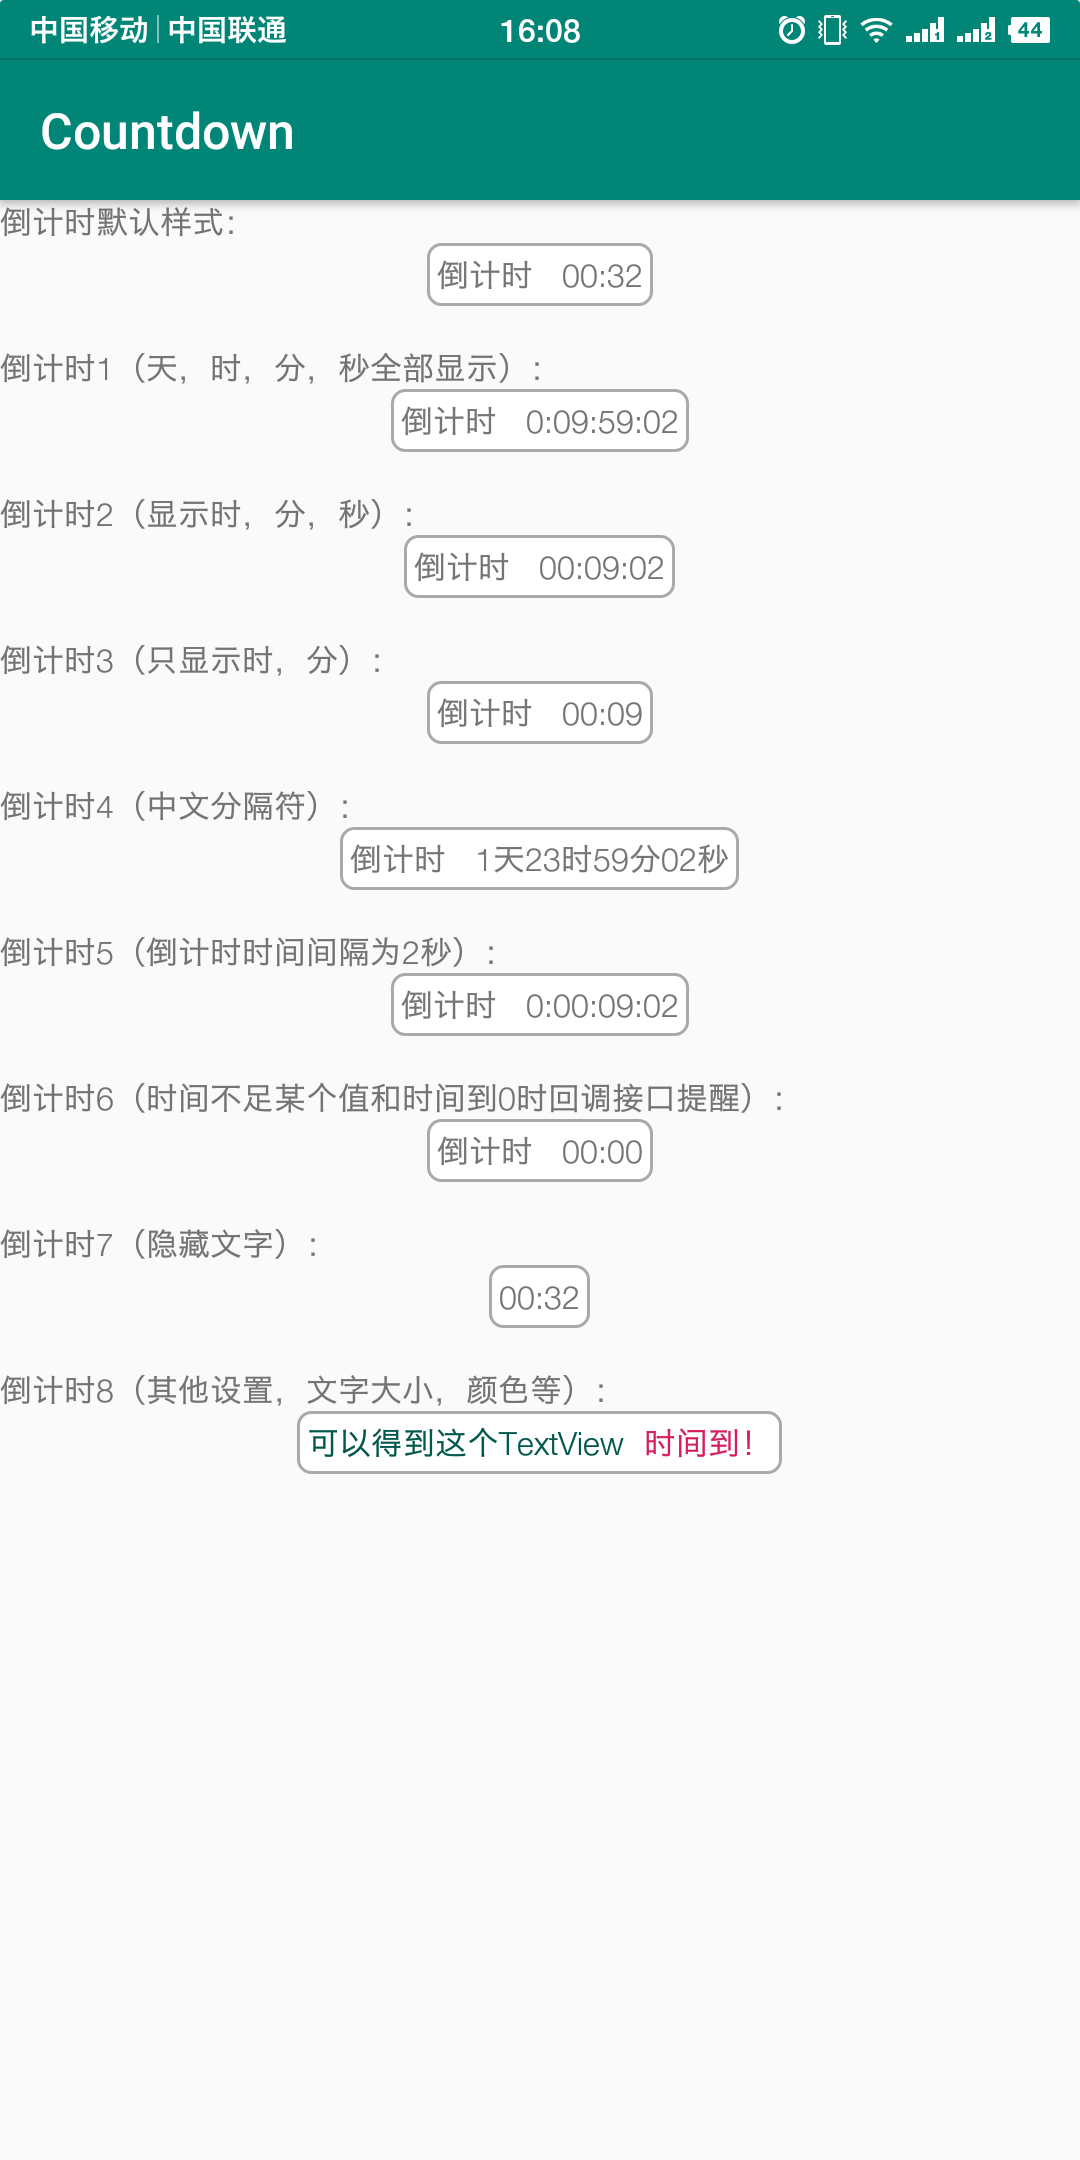 中国移动 | 中国联通 16:08 1 2 44
Countdown
倒计时默认样式：
倒计时 00:32
倒计时1（天，时，分，秒全部显示）：
倒计时 0:09:59:02
倒计时2（显示时，分，秒）：
倒计时 00:09:02
倒计时3（只显示时，分）：
倒计时 00:09
倒计时4（中文分隔符）：
倒计时 1天23时59分02秒
倒计时5（倒计时时间间隔为2秒）：
倒计时 0:00:09:02
倒计时6（时间不足某个值和时间到0时回调接口提醒）：
倒计时 00:00
倒计时7（隐藏文字）：
00:32
倒计时8（其他设置，文字大小，颜色等）：
可以得到这个TextView 时间到！